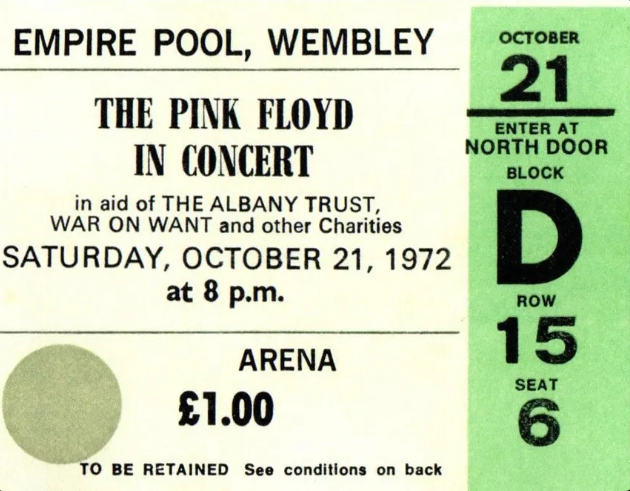 EMPIRE POOL, WEMBLEY
THE PINK FLOYD
IN CONCERT
in aid of THE ALBANY TRUST,
WAR ON WANT and other Charities
SATURDAY, OCTOBER 21, 1972
at 8 p.m.
ARENA
£1.00
TO BE RETAINED See conditions on back
OCTOBER
21
ENTER AT
NORTH DOOR
BLOCK
D
ROW
15
SEAT
6